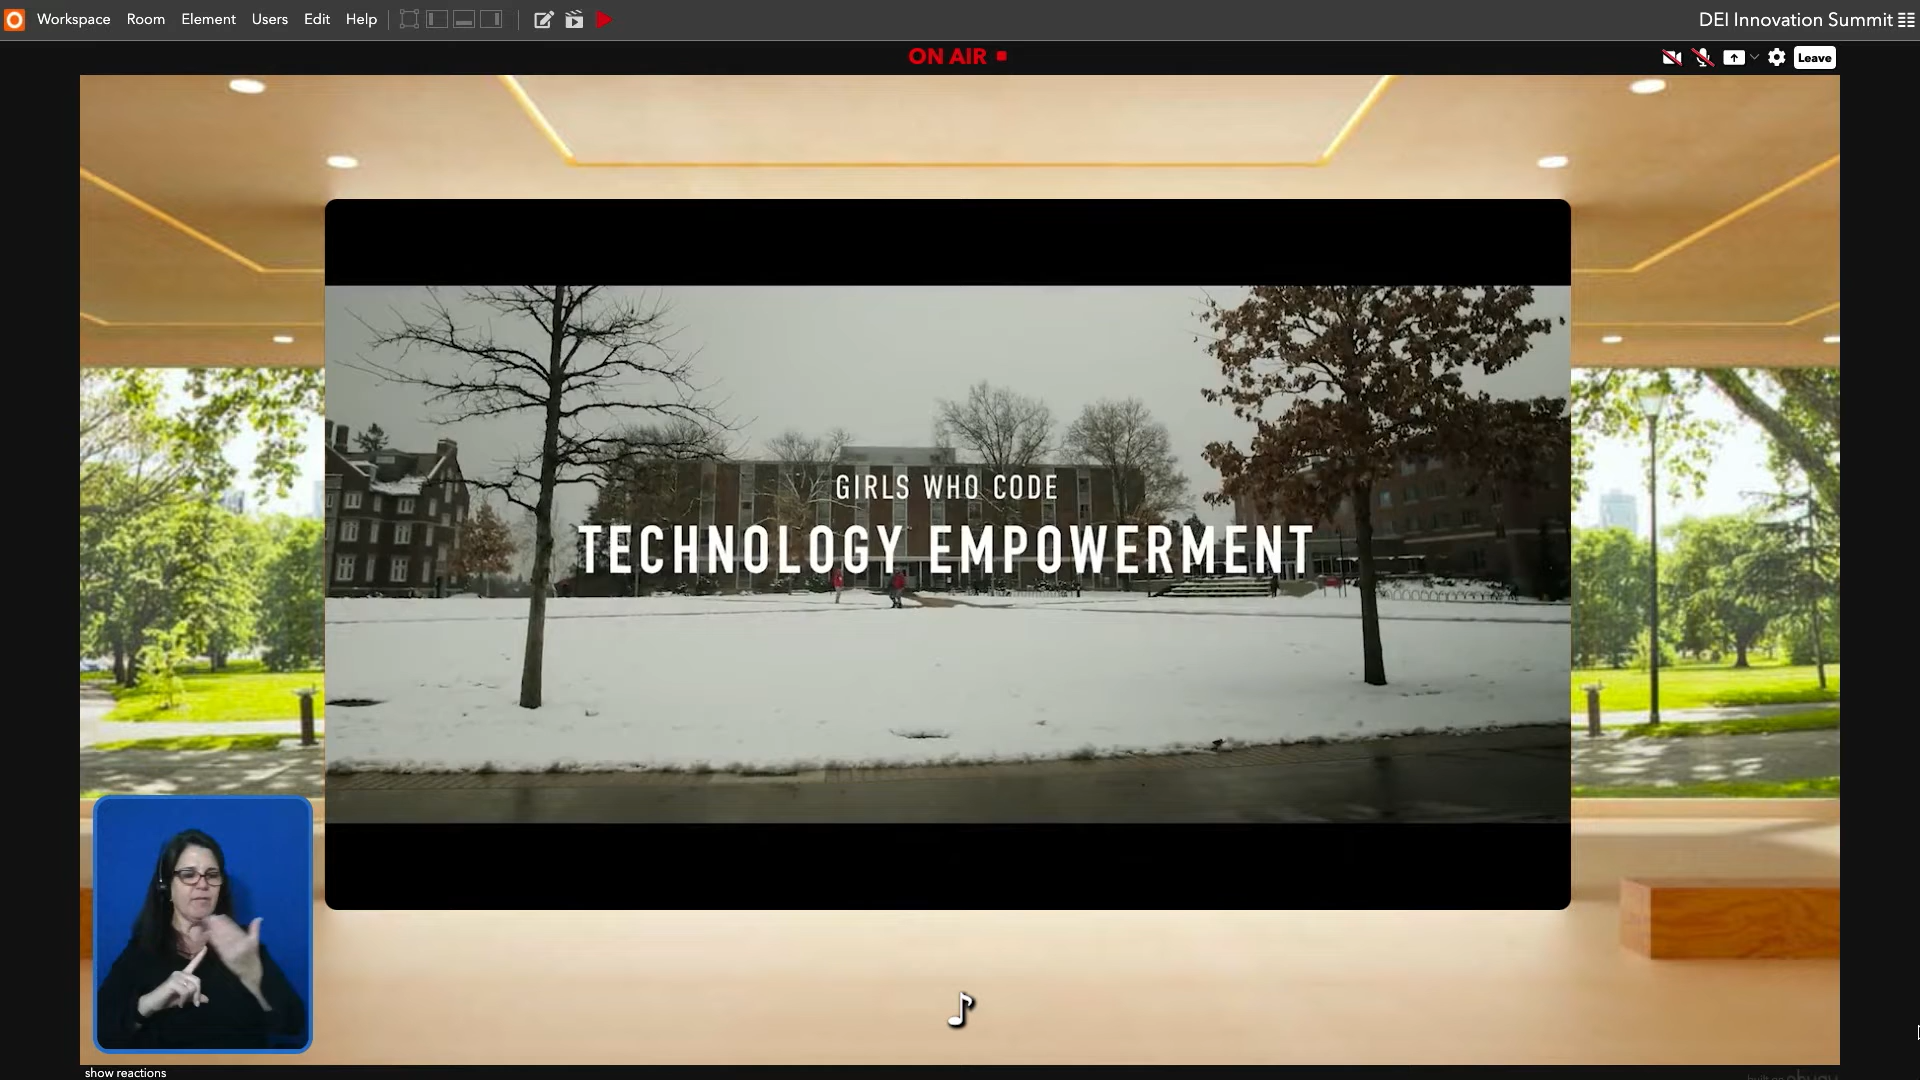 Workspace Room Element Users Edit Help
DEI Innovation Summit
ON AIR
Leave
GIRLS WHO CODE
TECHNOLOGY EMPOWERMENT
show reactions